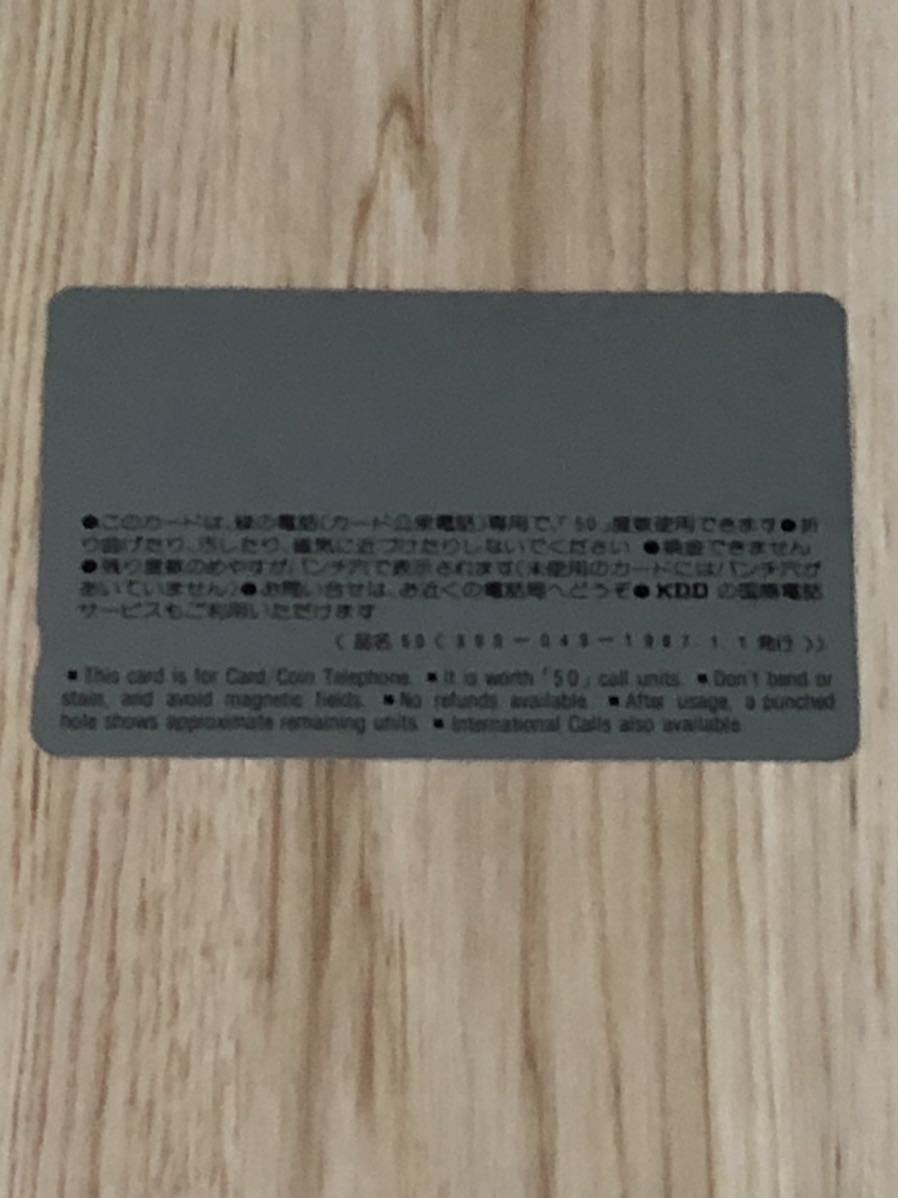 ●このカードは、緑の電話(カード公衆電話)専用で、「50」度数使用できます●折
り曲げたり、汚したり、磁気に近づけたりしないでください ●換金できません
●残り度数のめやすがパンチ穴で表示されます(未使用のカードにはパンチ穴が
あいていません)●お問い合せは、お近くの電話局へどうぞ●KDDの国際電話
サービスもご利用いただけます
《品名50 1987.11発行》
▪This card is for Card/Coin Telephone. ▪It is worth「50」call units. ▪Don't bend or
stain, and avoid magnetic fields. ▪No refunds available. ▪After usage, a punched
hole shows approximate remaining units. ▪International Calls also available.